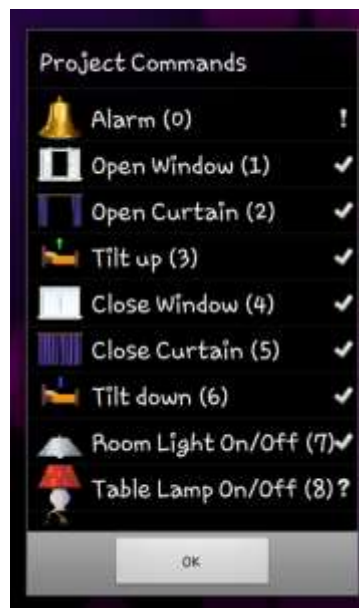 Project Commands
Alarm (0) !
Open Window (1) ✔
Open Curtain (2) ✔
Tilt up (3) ✔
Close Window (4) ✔
Close Curtain (5) ✔
Tilt down (6) ✔
Room Light On/Off (7) ✔
Table Lamp On/Off (8) ?
OK